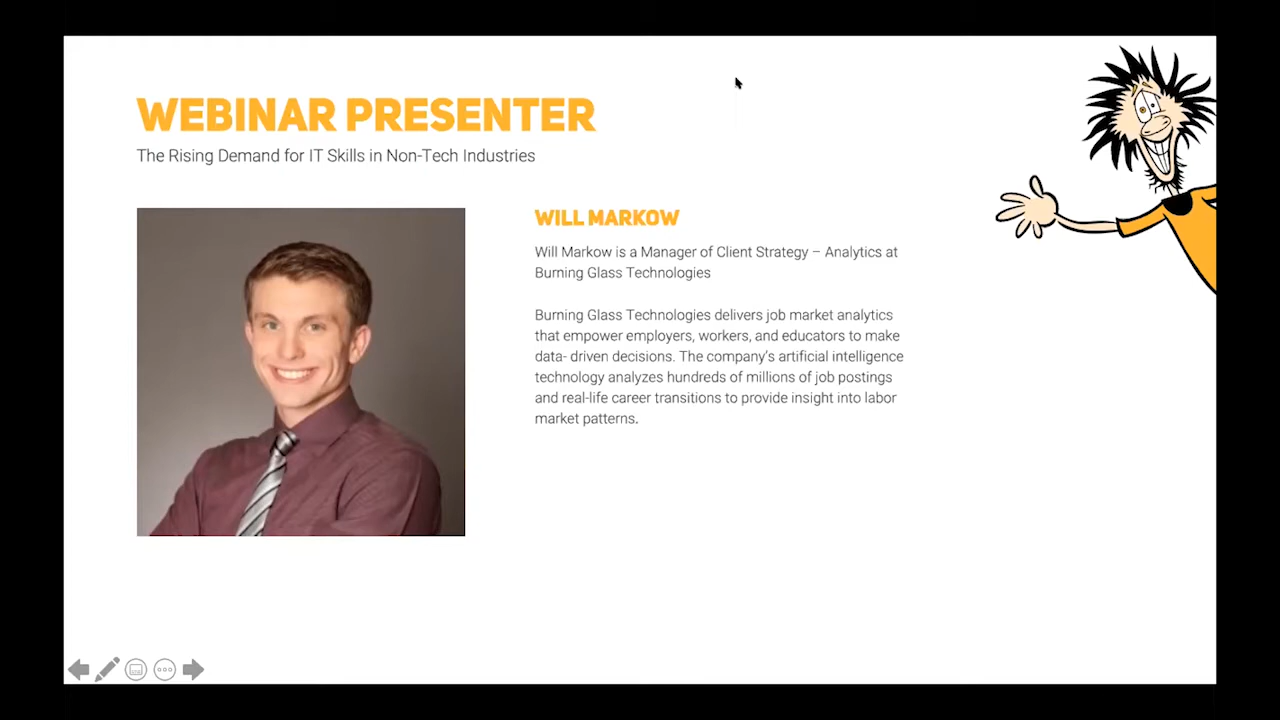 WEBINAR PRESENTER
The Rising Demand for IT Skills in Non-Tech Industries
WILL MARKOW
Will Markow is a Manager of Client Strategy – Analytics at
Burning Glass Technologies
Burning Glass Technologies delivers job market analytics
that empower employers, workers, and educators to make
data- driven decisions. The company's artificial intelligence
technology analyzes hundreds of millions of job postings
and real-life career transitions to provide insight into labor
market patterns.